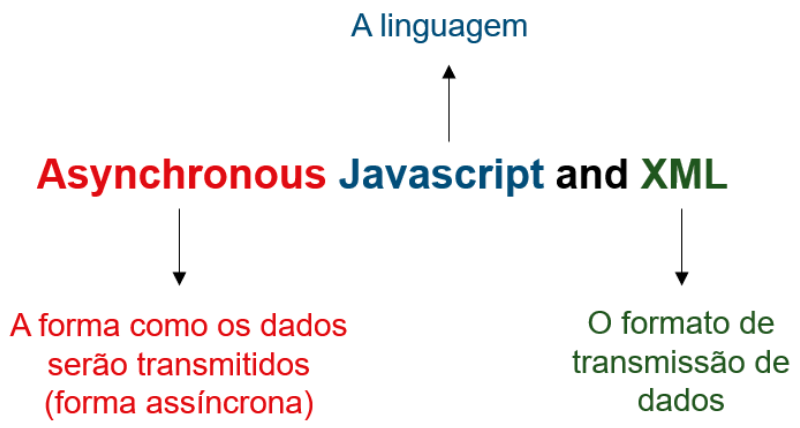 A linguagem
Asynchronous Javascript and XML
A forma como os dados
serão transmitidos
(forma assíncrona)
O formato de
transmissão de
dados